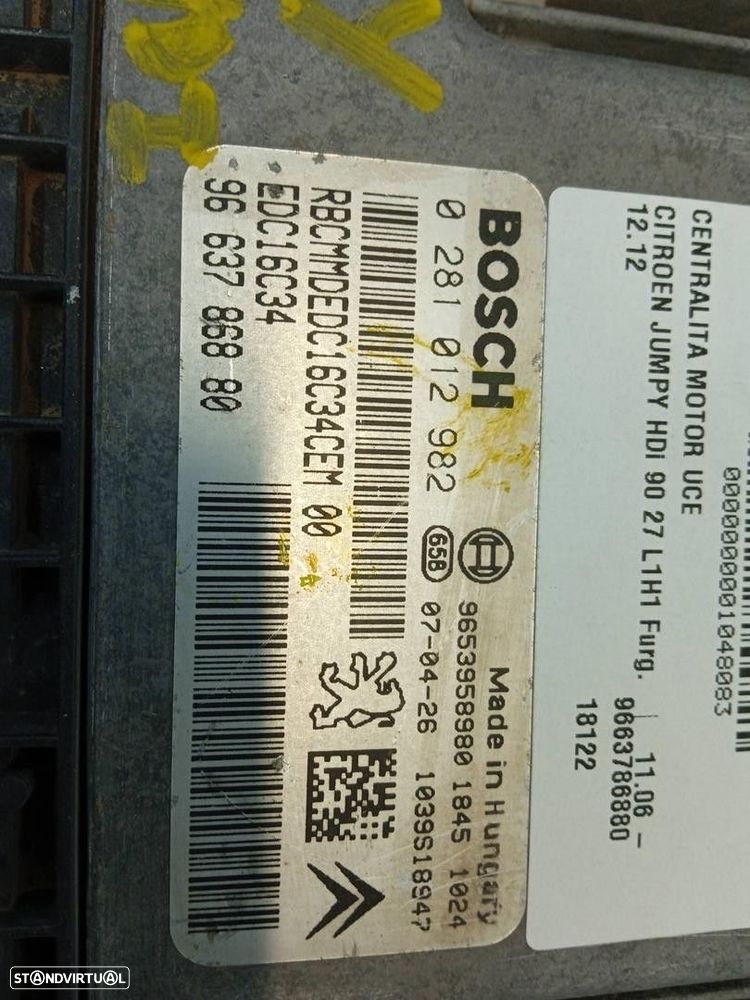 BOSCH
0 281 012 982
658
Made in Hungary
9653958980 1845 1024
07-04-26 1039S18947
RBCMMDEDC16C34CEM 00
EDC16C34
96 637 868 80
0000000001048083
CENTRALITA MOTOR UCE
CITROEN JUMPY HDi 90 27 L1H1 Furg. | 11.06 -
12.12
9663786880
18122
STANDVIRTUAL